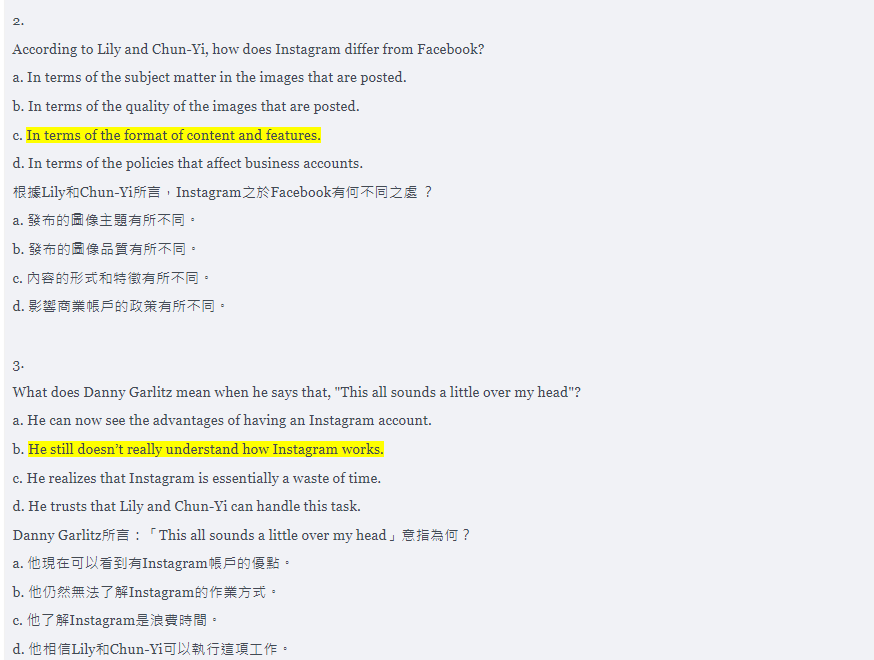 2.
According to Lily and Chun-Yi, how does Instagram differ from Facebook?
a. In terms of the subject matter in the images that are posted.
b. In terms of the quality of the images that are posted.
c. In terms of the format of content and features.
d. In terms of the policies that affect business accounts.
根據Lily和Chun-Yi所言，Instagram之於Facebook有何不同之處 ？
a. 發布的圖像主題有所不同。
b. 發布的圖像品質有所不同。
c. 內容的形式和特徵有所不同。
d. 影響商業帳戶的政策有所不同。
3.
What does Danny Garlitz mean when he says that, "This all sounds a little over my head"?
a. He can now see the advantages of having an Instagram account.
b. He still doesn’t really understand how Instagram works.
c. He realizes that Instagram is essentially a waste of time.
d. He trusts that Lily and Chun-Yi can handle this task.
Danny Garlitz所言：「This all sounds a little over my head」意指為何？
a. 他現在可以看到有Instagram帳戶的優點。
b. 他仍然無法了解Instagram的作業方式。
c. 他了解Instagram是浪費時間。
d. 他相信Lily和Chun-Yi可以執行這項工作。